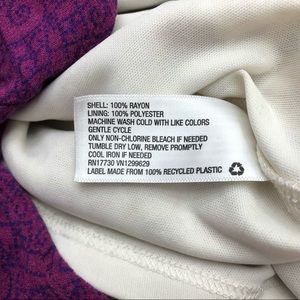 SHELL: 100% RAYON
LINING: 100% POLYESTER
MACHINE WASH COLD WITH LIKE COLORS
GENTLE CYCLE
ONLY NON-CHLORINE BLEACH IF NEEDED
TUMBLE DRY LOW, REMOVE PROMPTLY
COOL IRON IF NEEDED
RN17730 VN1299629
LABEL MADE FROM 100% RECYCLED PLASTIC